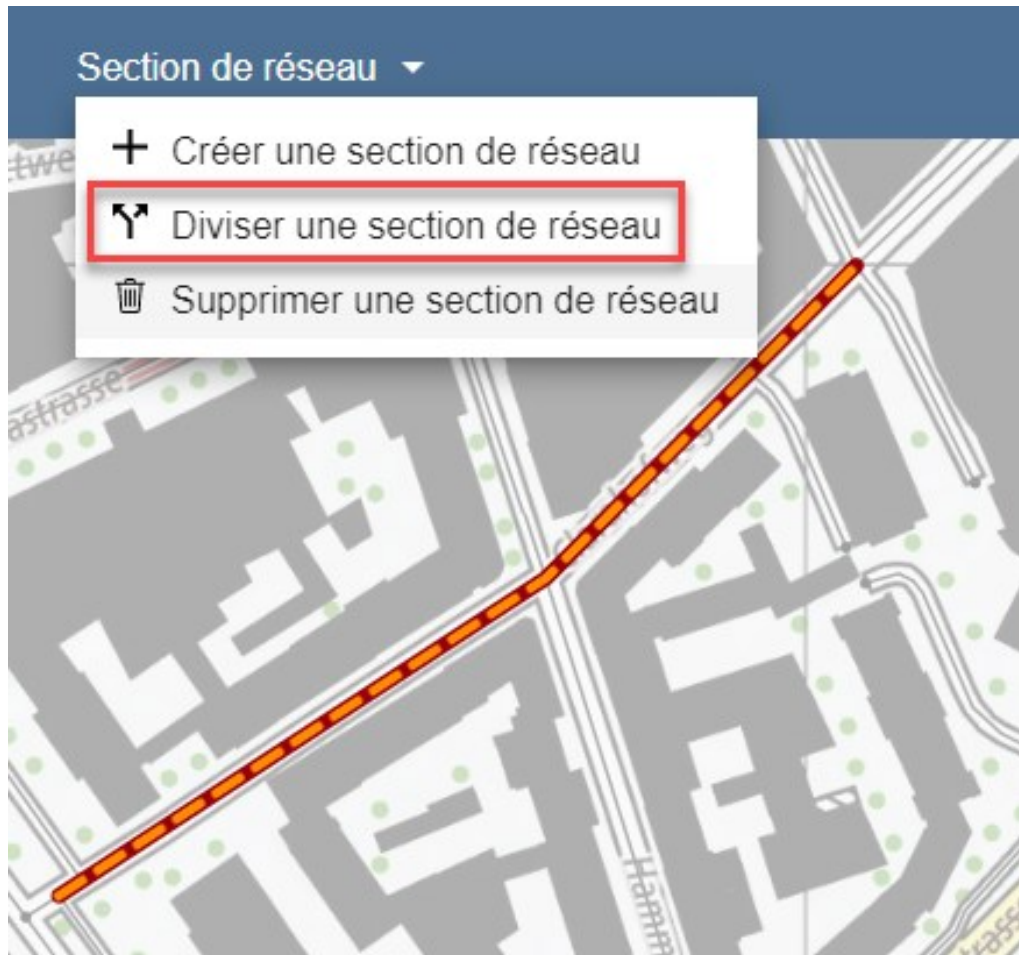 Section de réseau
Créer une section de réseau
Diviser une section de réseau
Supprimer une section de réseau